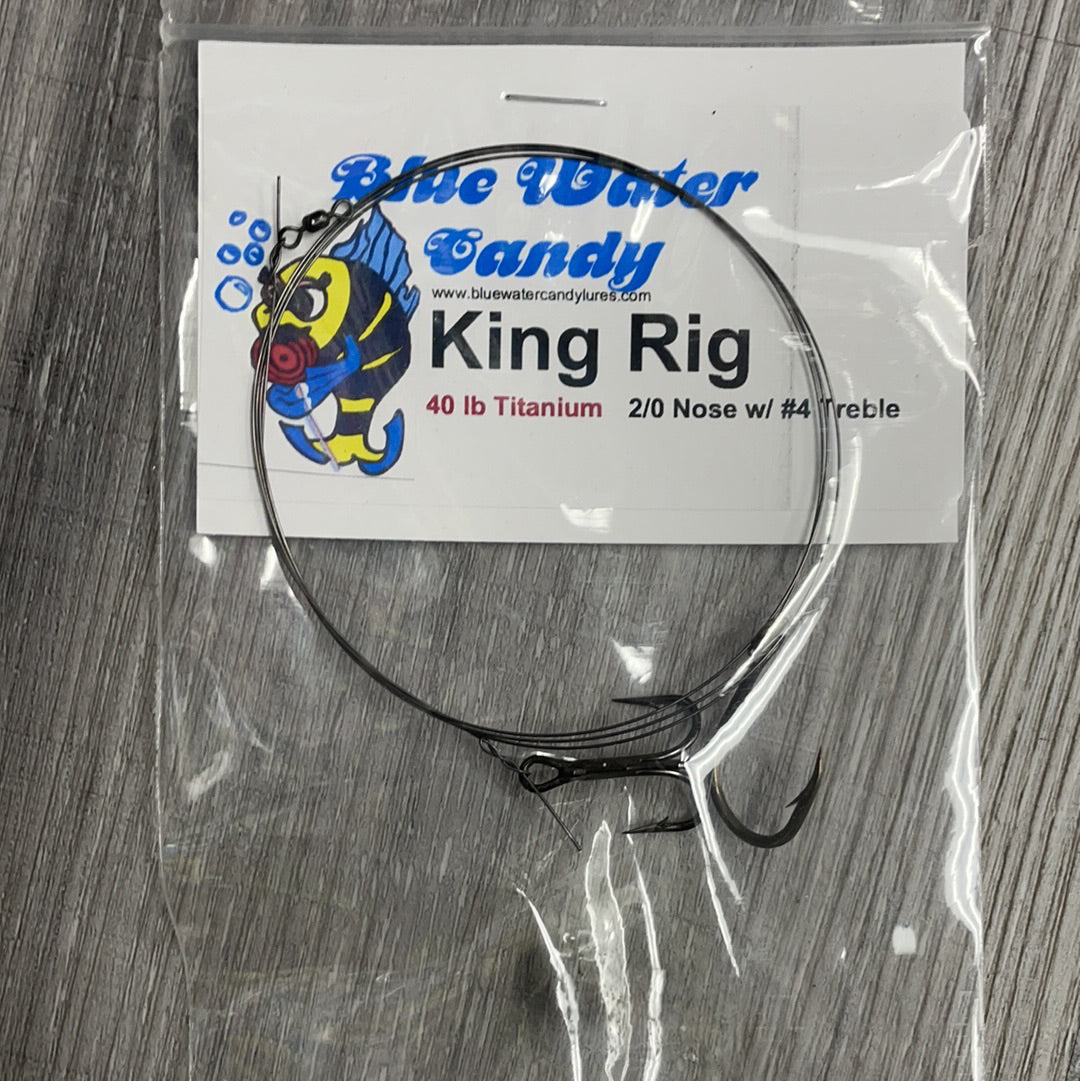 Blue Water
Candy
www.bluewatercandylures.com
King Rig
40 lb Titanium 2/0 Nose w/ #4 Treble